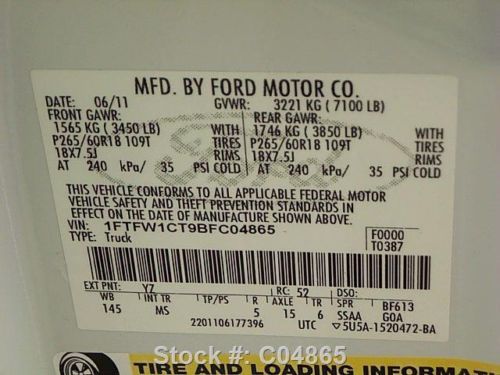 MFD. BY FORD MOTOR CO.
DATE: 06/11 GVWR: 3221 KG (7100 LB)
FRONT GAWR: REAR GAWR:
1565 KG (3450 LB) WITH 1746 KG (3850 LB) WITH
P265/60R18 109T TIRES P265/60R18 109T TIRES
18X7.5J RIMS 18X7.5J RIMS
AT 240 kPa/ 35 PSI COLD AT 240 kPa/ 35 PSI COLD
THIS VEHICLE CONFORMS TO ALL APPLICABLE FEDERAL MOTOR
VEHICLE SAFETY AND THEFT PREVENTION STANDARDS IN
EFFECT ON THE DATE OF MANUFACTURE SHOWN ABOVE.
VIN: 1FTFW1CT9BFC04865 F0000
TYPE: Truck T0387
EXT PNT: YZ RC: 52 DSO:
WB INT TR TP/PS R AXLE TR SPR BF613
145 MS 5 15 6 SSAA G0A
2201106177396 UTC ▽5U5A-1520472-BA
TIRE AND LOADING INFORMATI
Stock #: C04865